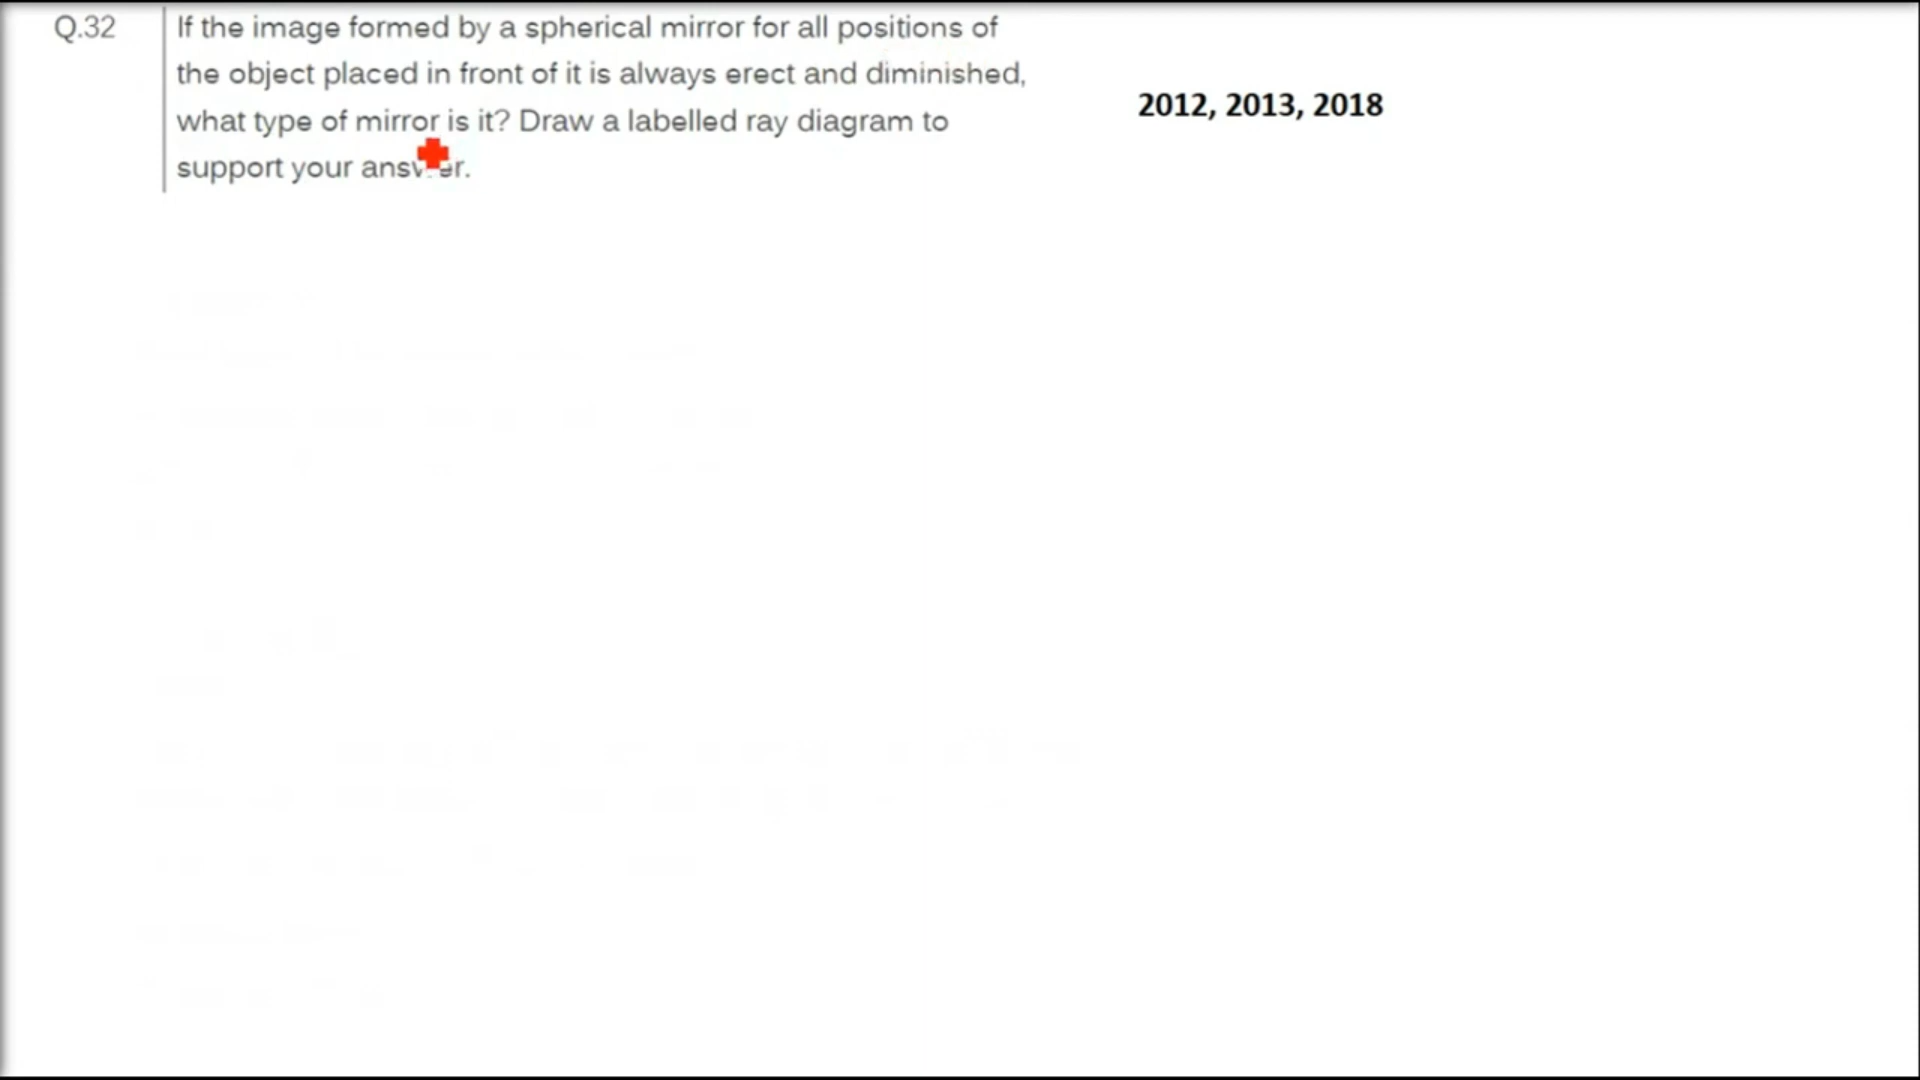 Q.32
If the image formed by a spherical mirror for all positions of
the object placed in front of it is always erect and diminished,
what type of mirror is it? Draw a labelled ray diagram to
support your answer.
2012, 2013, 2018